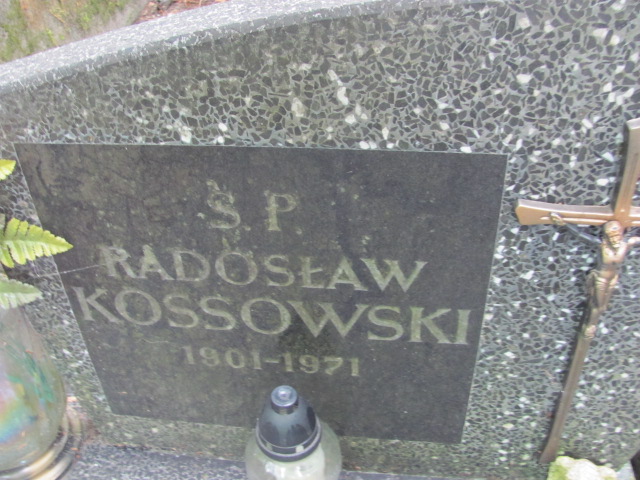 Ś. P.
RADOSŁAW
KOSSOWSKI
1901-1971